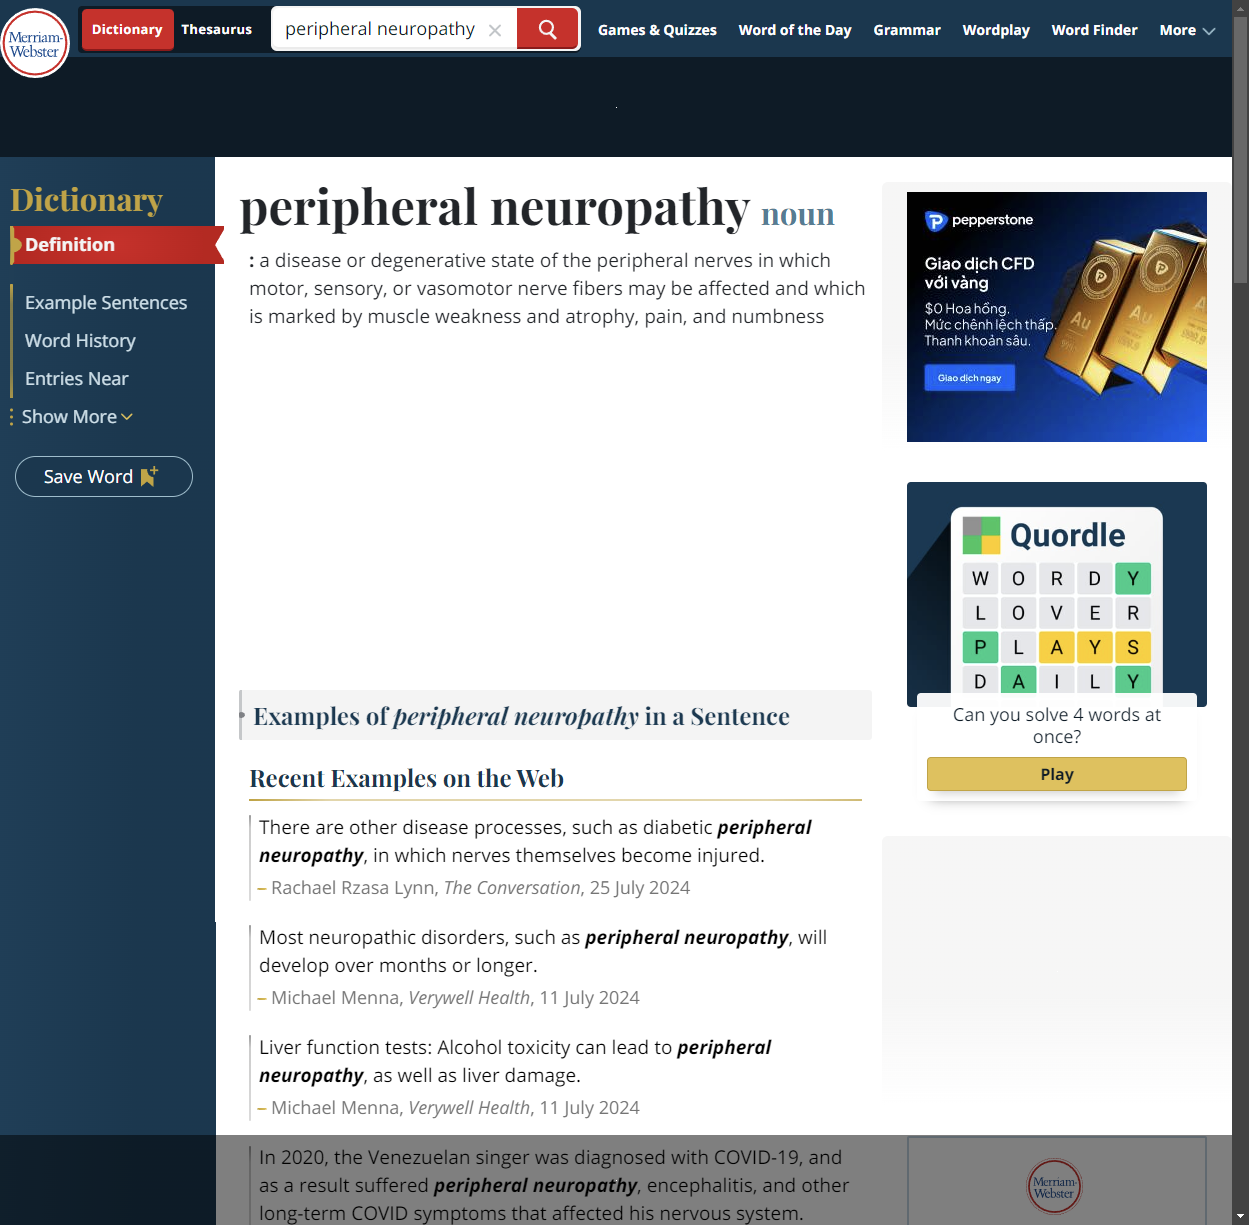 Merriam-
Webster
Dictionary
Thesaurus
peripheral neuropathy
Games & Quizzes
Word of the Day
Grammar
Wordplay
Word Finder
More
Dictionary
Definition
Example Sentences
Word History
Entries Near
Show More
Save Word
peripheral neuropathy noun
: a disease or degenerative state of the peripheral nerves in which
motor, sensory, or vasomotor nerve fibers may be affected and which
is marked by muscle weakness and atrophy, pain, and numbness
pepperstone
Giao dịch CFD
với vàng
$0 Hoa hồng.
Mức chênh lệch thấp.
Thanh khoản sâu.
Giao dịch ngay
Au
Au
Au
Quordle
W O R D Y
L O V E R
P L A Y S
D A I L Y
Can you solve 4 words at
once?
Play
Examples of peripheral neuropathy in a Sentence
Recent Examples on the Web
There are other disease processes, such as diabetic peripheral
neuropathy, in which nerves themselves become injured.
– Rachael Rzasa Lynn, The Conversation, 25 July 2024
Most neuropathic disorders, such as peripheral neuropathy, will
develop over months or longer.
– Michael Menna, Verywell Health, 11 July 2024
Liver function tests: Alcohol toxicity can lead to peripheral
neuropathy, as well as liver damage.
– Michael Menna, Verywell Health, 11 July 2024
In 2020, the Venezuelan singer was diagnosed with COVID-19, and
as a result suffered peripheral neuropathy, encephalitis, and other
long-term COVID symptoms that affected his nervous system.
Merriam-
Webster